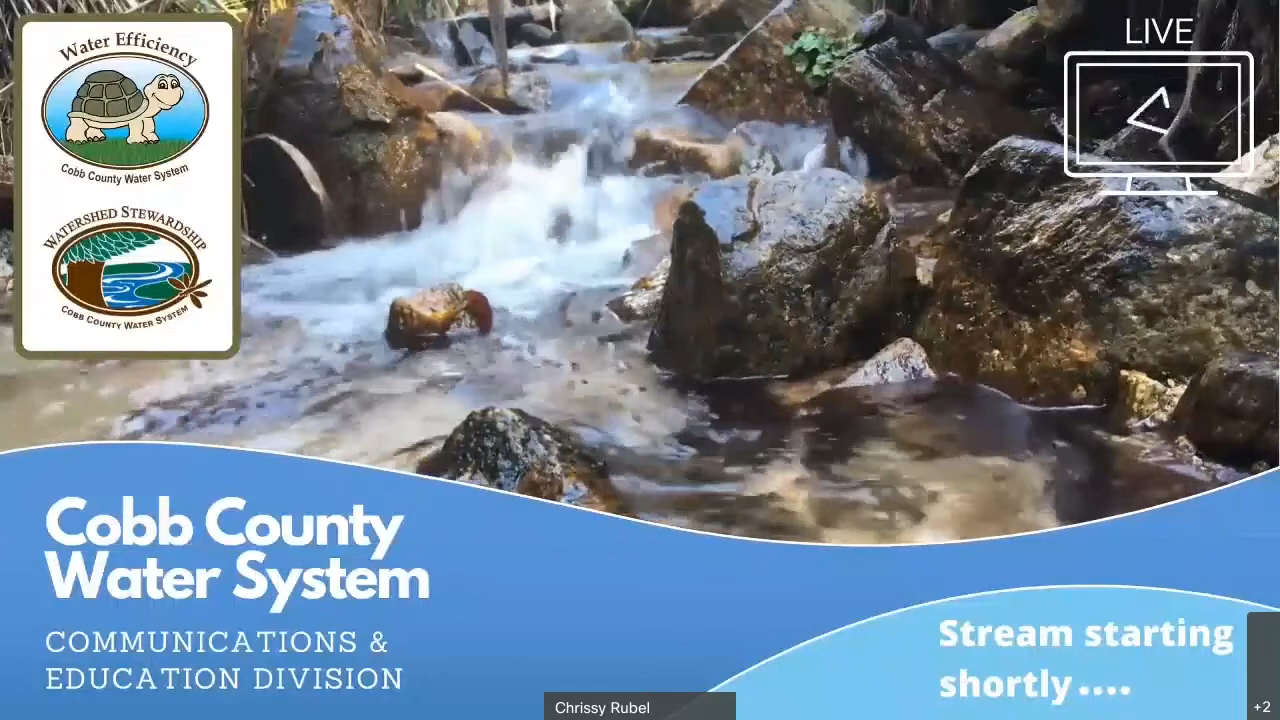 Water Efficiency
Cobb County Water System
WATERSHED STEWARDSHIP
COBB COUNTY WATER SYSTEM
LIVE
Cobb County
Water System
COMMUNICATIONS &
EDUCATION DIVISION
Stream starting
shortly ....
Chrissy Rubel
+2